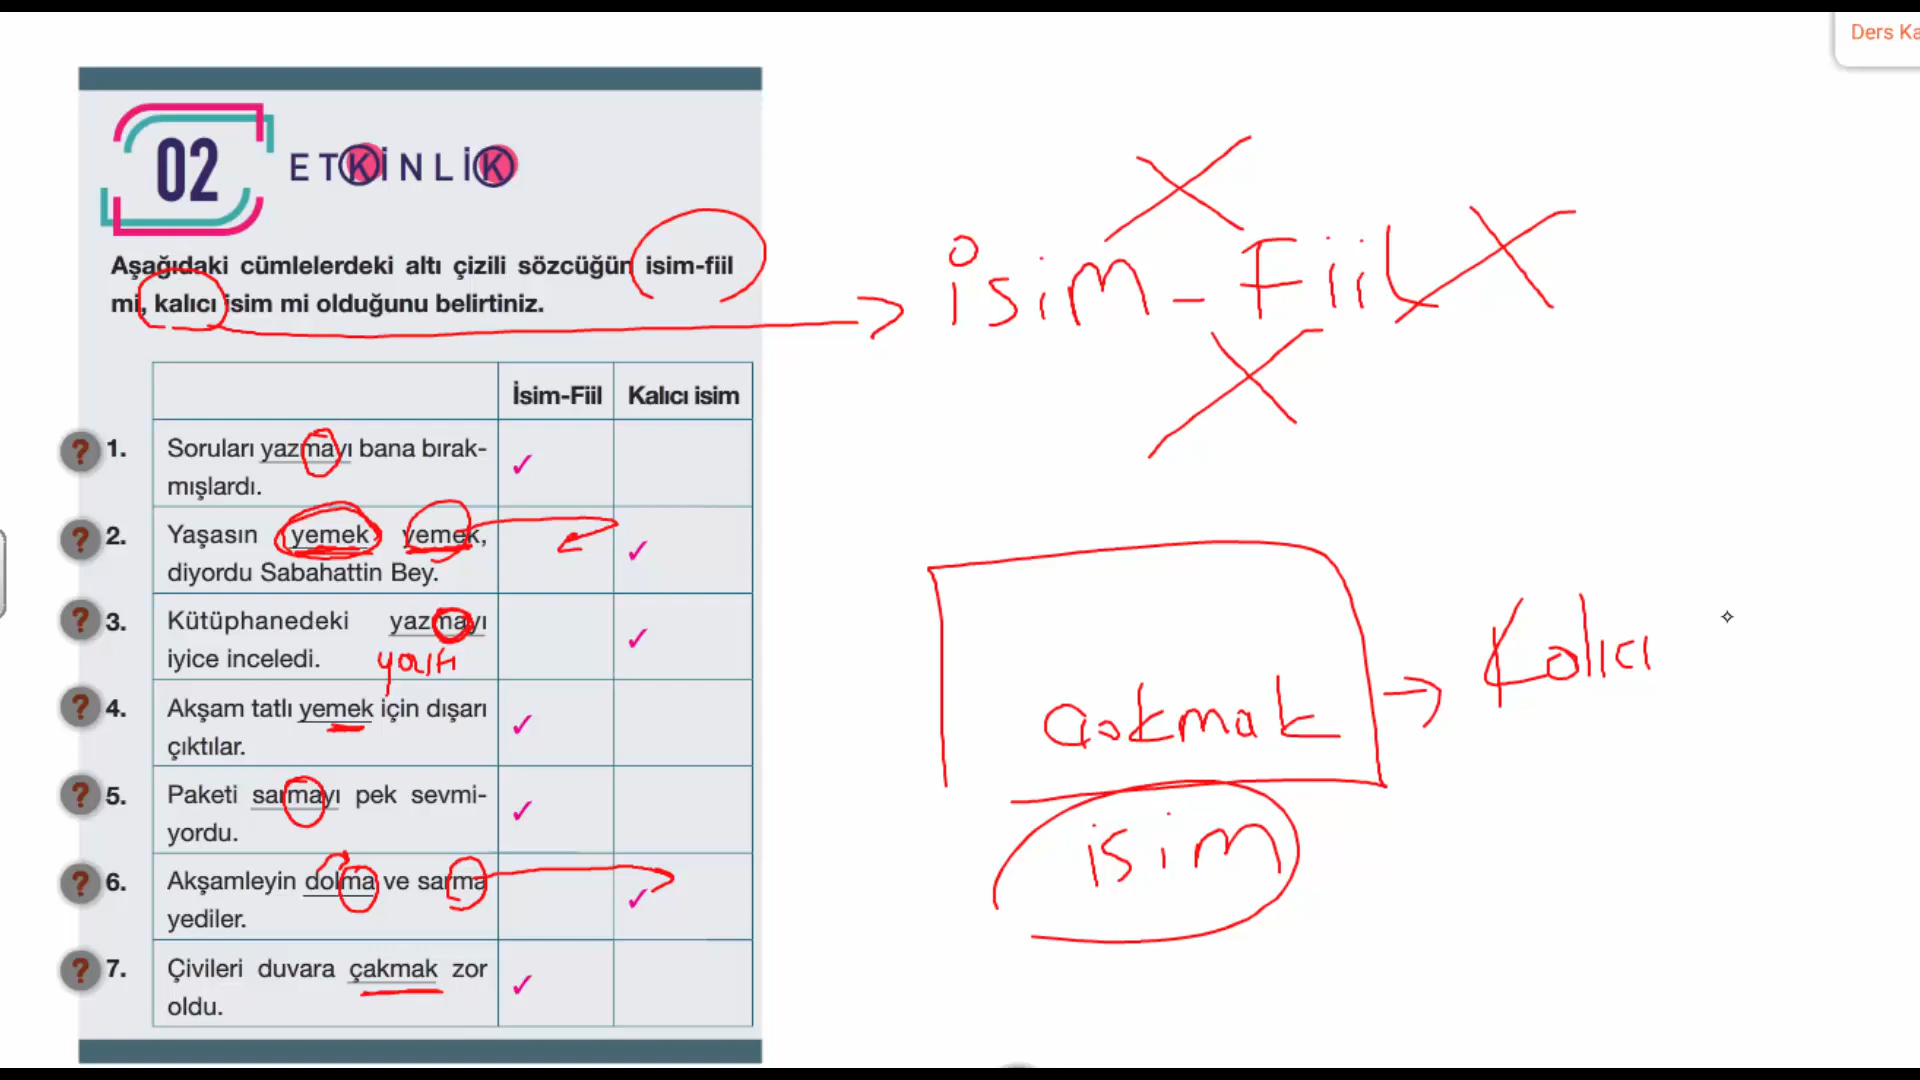 Ders Ka
02 ETKİNLİK
Aşağıdaki cümlelerdeki altı çizili sözcüğün isim-fiil
mi, kalıcı isim mi olduğunu belirtiniz.
İsim-Fiil Kalıcı isim
? 1. Soruları yazmayı bana bırak-
mışlardı. ✓
? 2. Yaşasın yemek yemek,
diyordu Sabahattin Bey. ✓
? 3. Kütüphanedeki yazmayı
iyice inceledi. ✓
? 4. Akşam tatlı yemek için dışarı
çıktılar. ✓
? 5. Paketi sarmayı pek sevmi-
yordu. ✓
? 6. Akşamleyin dolma ve sarma
yediler. ✓
? 7. Çivileri duvara çakmak zor
oldu. ✓
İsim - Fiil
Kalıcı
isim